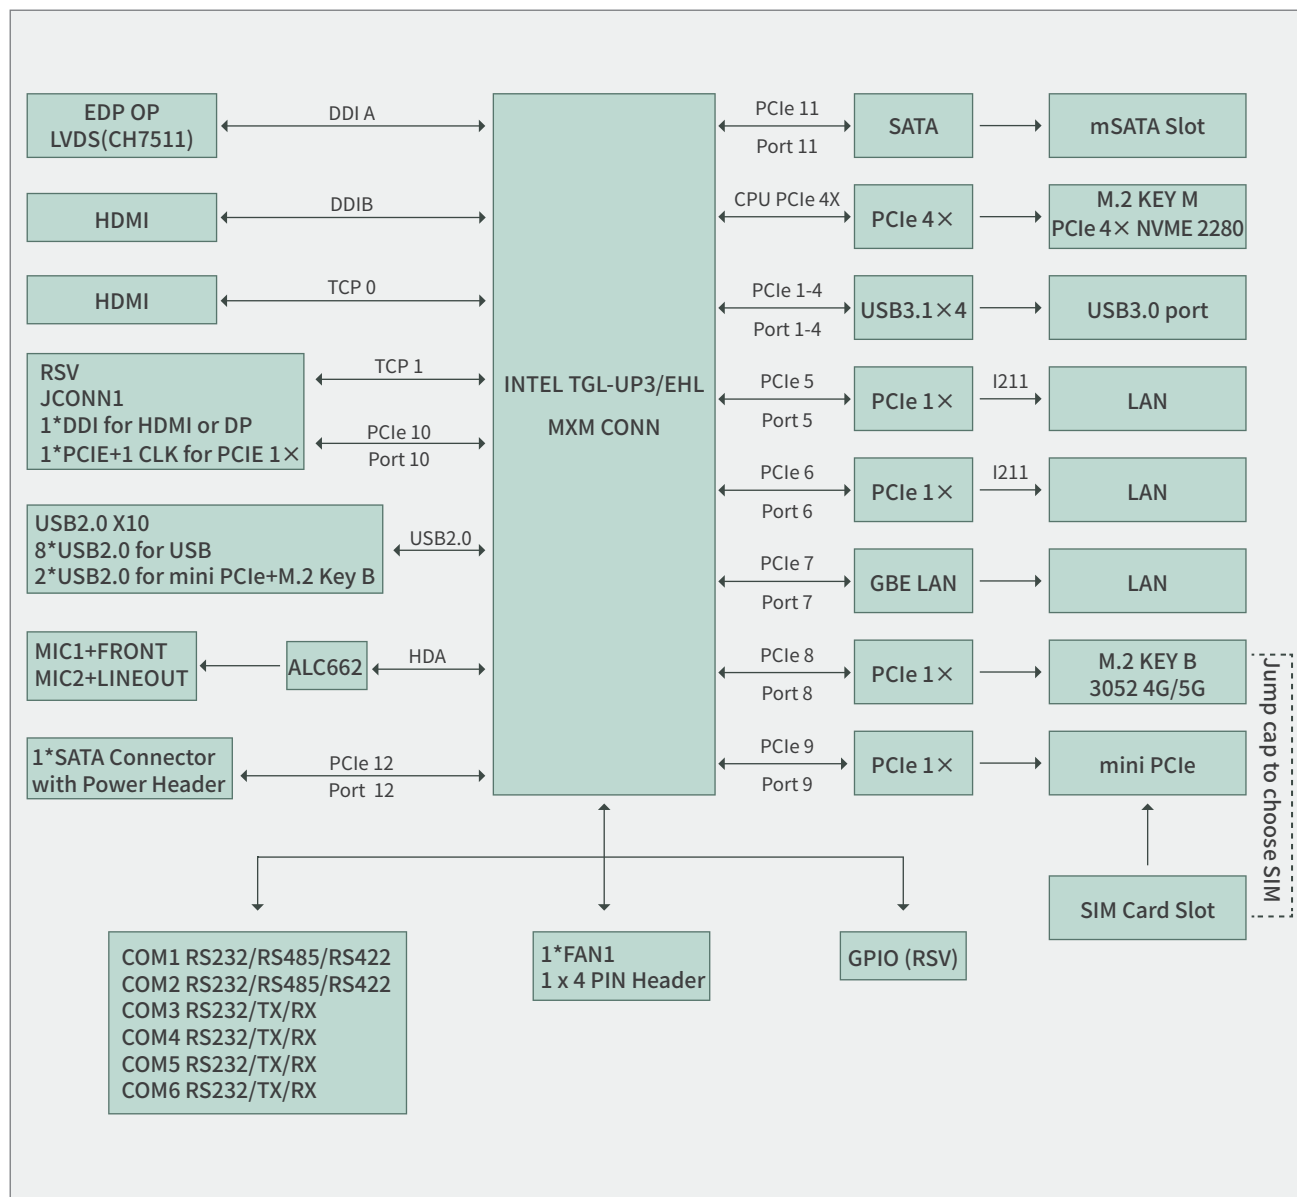 EDP OP
LVDS(CH7511)
DDI A
HDMI
DDIB
HDMI
TCP 0
RSV
JCONN1
1*DDI for HDMI or DP
1*PCIE+1 CLK for PCIE 1×
TCP 1
PCIe 10
Port 10
USB2.0 X10
8*USB2.0 for USB
2*USB2.0 for mini PCIe+M.2 Key B
USB2.0
MIC1+FRONT
MIC2+LINEOUT
ALC662
HDA
1*SATA Connector
with Power Header
PCIe 12
Port 12
INTEL TGL-UP3/EHL
MXM CONN
PCIe 11
Port 11
SATA
mSATA Slot
CPU PCIe 4X
PCIe 4×
M.2 KEY M
PCIe 4× NVME 2280
PCIe 1-4
Port 1-4
USB3.1×4
USB3.0 port
PCIe 5
Port 5
PCIe 1×
I211
LAN
PCIe 6
Port 6
PCIe 1×
I211
LAN
PCIe 7
Port 7
GBE LAN
LAN
PCIe 8
Port 8
PCIe 1×
M.2 KEY B
3052 4G/5G
PCIe 9
Port 9
PCIe 1×
mini PCIe
SIM Card Slot
Jump cap to choose SIM
COM1 RS232/RS485/RS422
COM2 RS232/RS485/RS422
COM3 RS232/TX/RX
COM4 RS232/TX/RX
COM5 RS232/TX/RX
COM6 RS232/TX/RX
1*FAN1
1 x 4 PIN Header
GPIO (RSV)